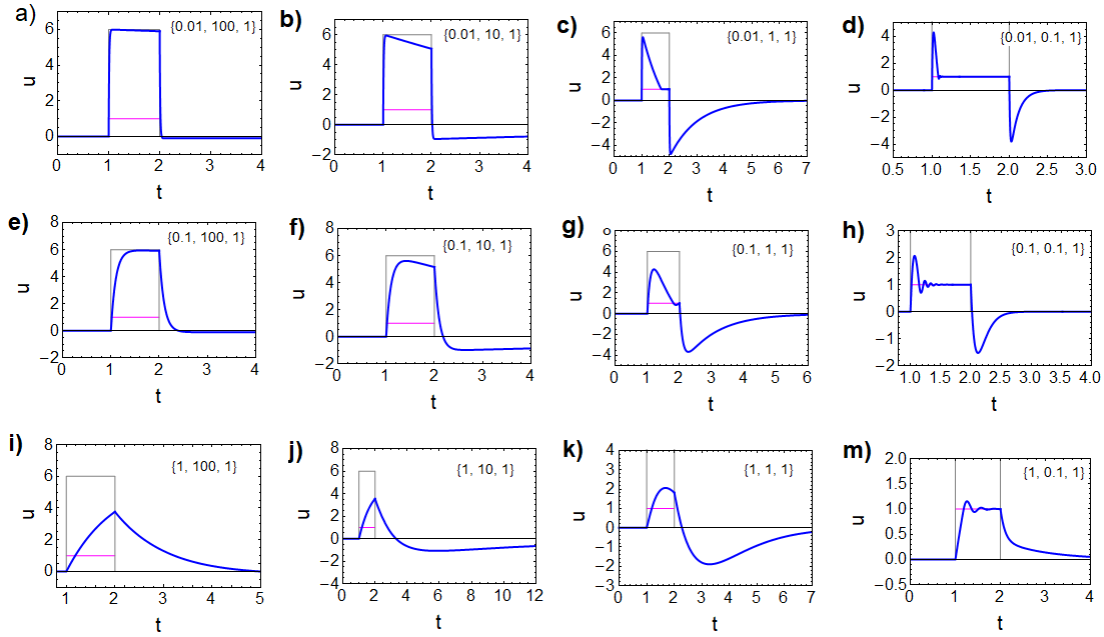 a)
{0.01, 100, 1}
u
6
4
2
0
0 1 2 3 4
t
b)
{0.01, 10, 1}
u
6
4
2
0
−2
0 1 2 3 4
t
c)
{0.01, 1, 1}
u
6
4
2
0
−2
−4
0 1 2 3 4 5 6 7
t
d)
{0.01, 0.1, 1}
u
4
2
0
−2
−4
0.5 1.0 1.5 2.0 2.5 3.0
t
e)
{0.1, 100, 1}
u
8
6
4
2
0
−2
0 1 2 3 4
t
f)
{0.1, 10, 1}
u
8
6
4
2
0
−2
0 1 2 3 4
t
g)
{0.1, 1, 1}
u
6
4
2
0
−2
−4
0 1 2 3 4 5 6
t
h)
{0.1, 0.1, 1}
u
3
2
1
0
−1
−2
1.0 1.5 2.0 2.5 3.0 3.5 4.0
t
i)
{1, 100, 1}
u
8
6
4
2
0
1 2 3 4 5
t
j)
{1, 10, 1}
u
8
6
4
2
0
−2
−4
0 2 4 6 8 10 12
t
k)
{1, 1, 1}
u
4
3
2
1
0
−1
−2
−3
0 1 2 3 4 5 6 7
t
m)
{1, 0.1, 1}
u
2.0
1.5
1.0
0.5
0.0
−0.5
0 1 2 3 4
t